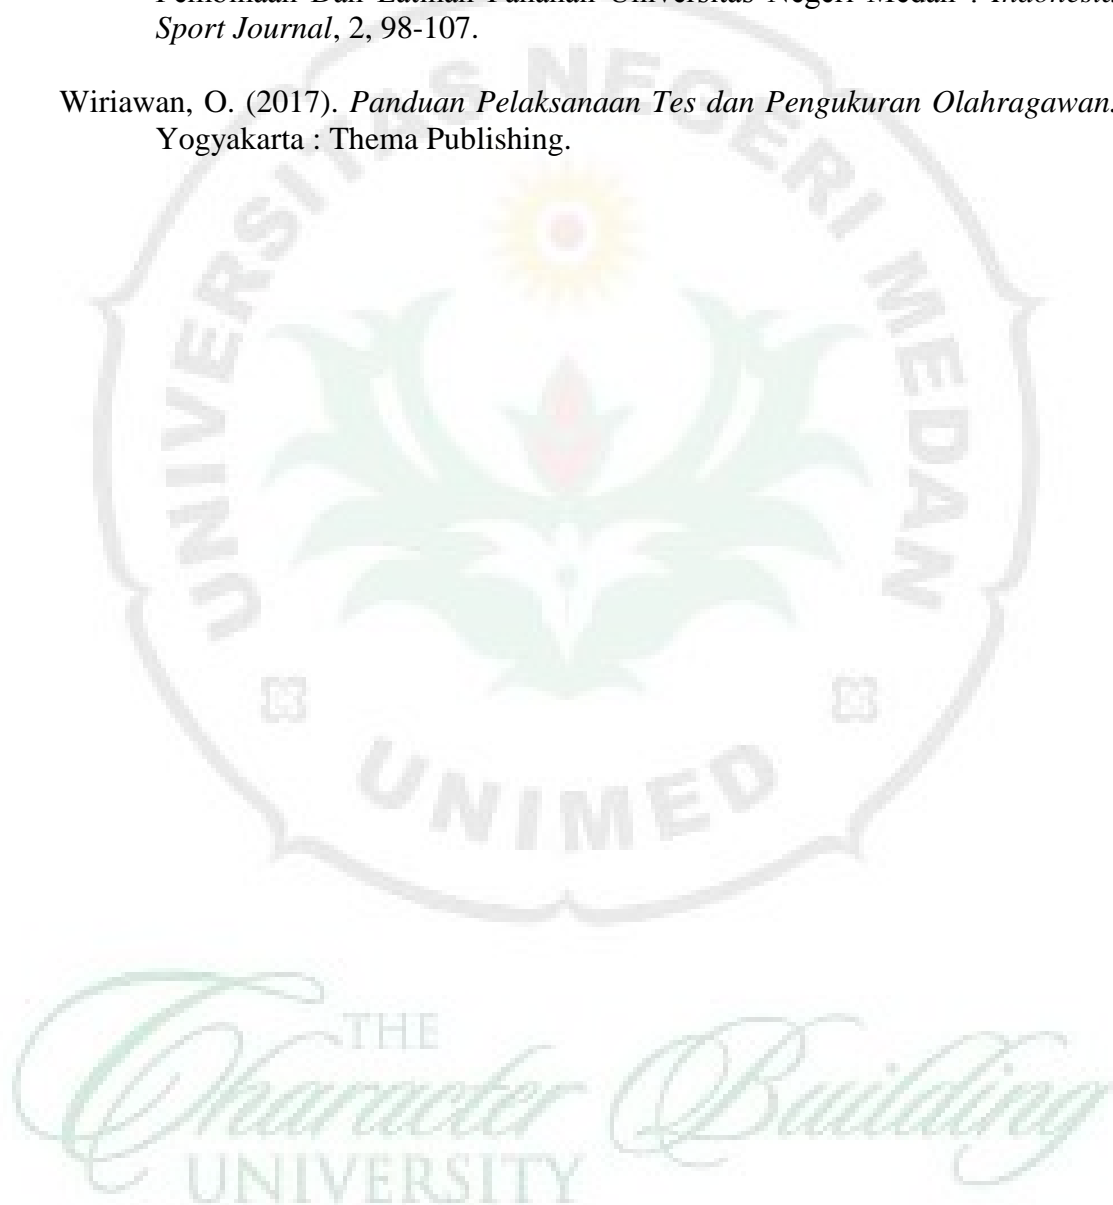 Pembinaan Dan Latihan Panahan Universitas Negeri Medan . Indonesia
Sport Journal, 2, 98-107.
Wiriawan, O. (2017). Panduan Pelaksanaan Tes dan Pengukuran Olahragawan.
Yogyakarta : Thema Publishing.
UNIVERSITAS NEGERI MEDAN
UNIMED
THE
Character Building
UNIVERSITY